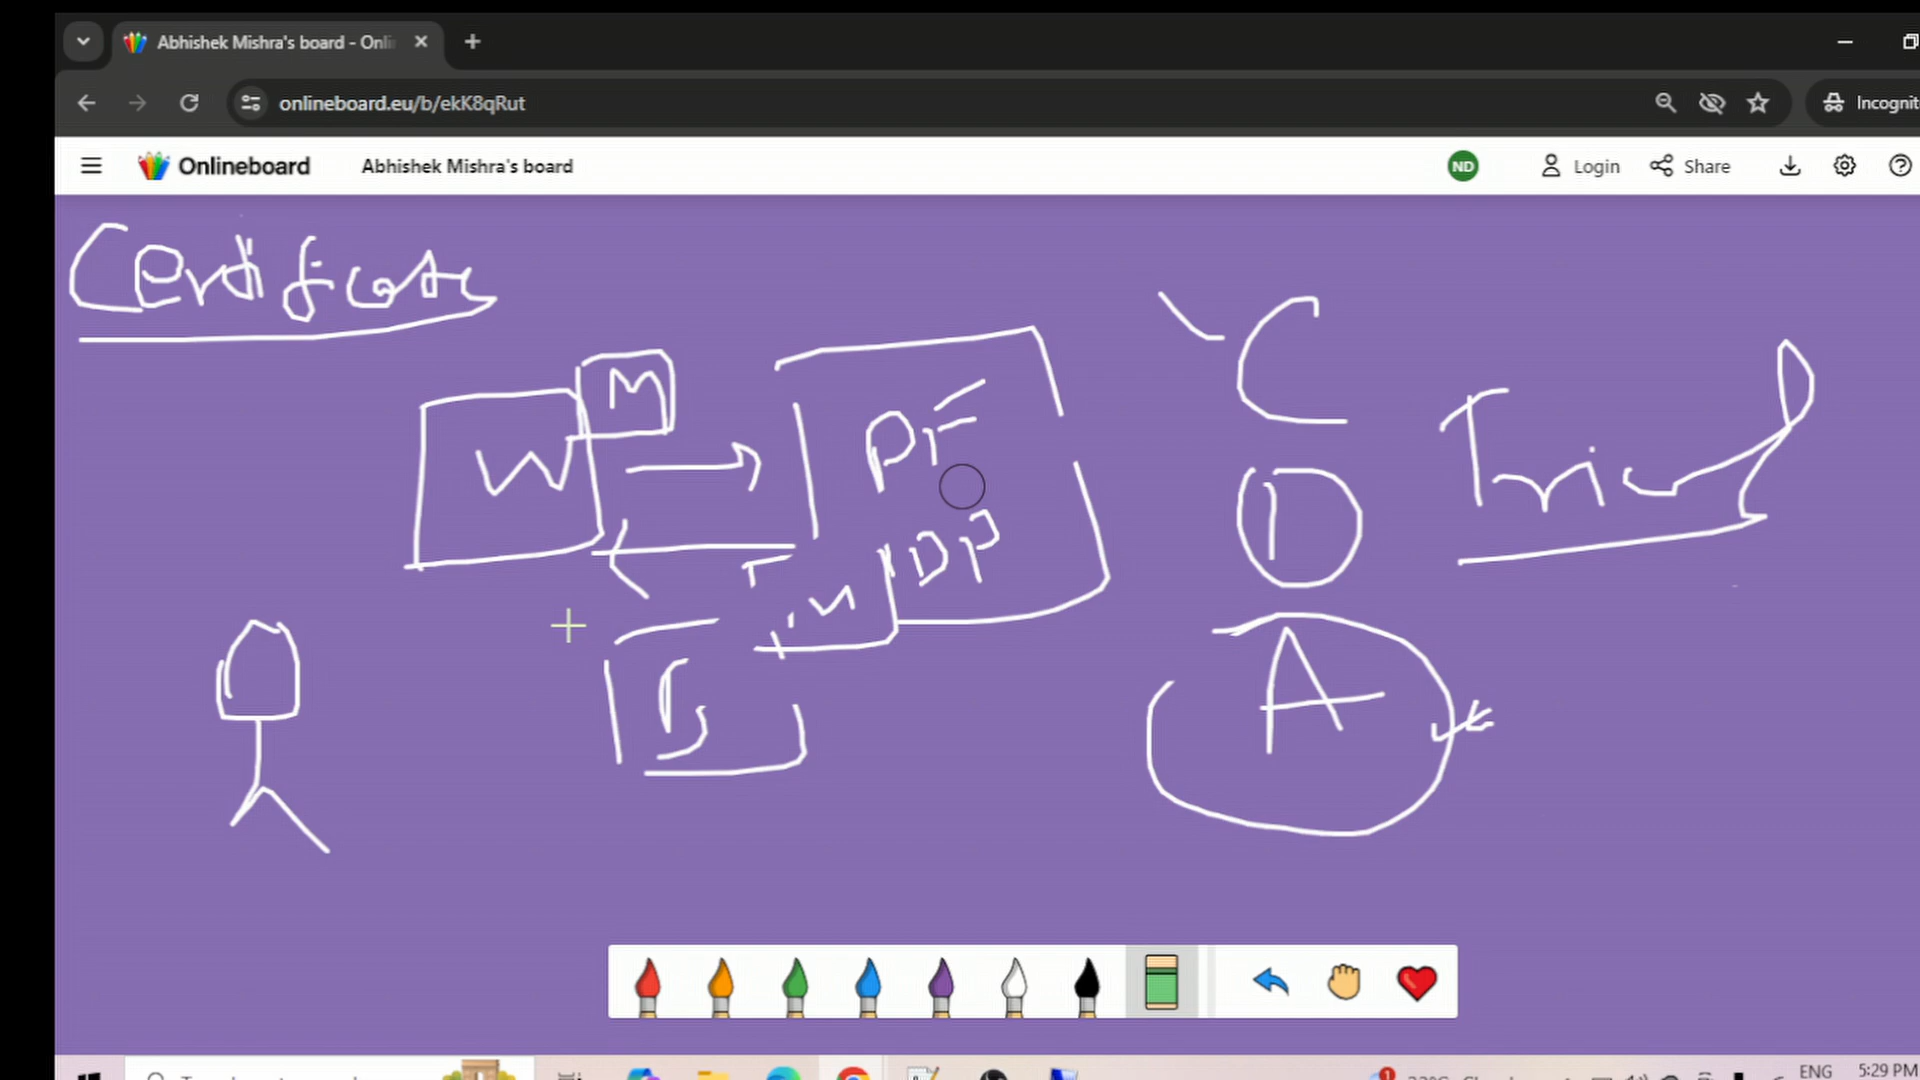 Abhishek Mishra's board - Onli
onlineboard.eu/b/ekK8qRut
Incognit
Onlineboard
Abhishek Mishra's board
ND
Login
Share
Certificate
M
W
PF
IDP
C
I
A
Triad
ENG
5:29 PM